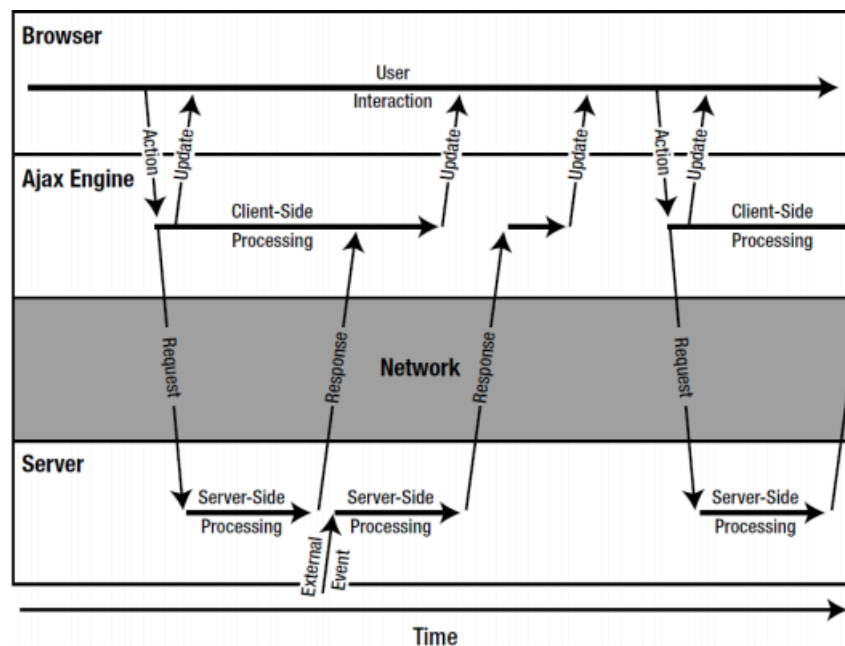 Browser
User
Interaction
Action
Update
Update
Update
Action
Update
Ajax Engine
Client-Side
Processing
Client-Side
Processing
Request
Response
Network
Response
Request
Server
Server-Side
Processing
Server-Side
Processing
Server-Side
Processing
External
Event
Time